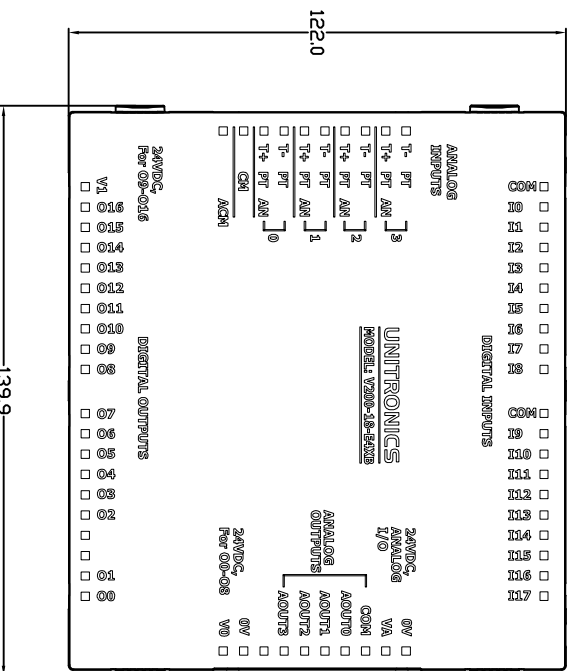 122.0
139.9
COM
I0
I1
I2
I3
I4
I5
I6
I7
I8
COM
I9
I10
I11
I12
I13
I14
I15
I16
I17
DIGITAL INPUTS
ANALOG
INPUTS
T- PT
T+ PT AN
3
T- PT
T+ PT AN
2
T- PT
T+ PT AN
1
T- PT
T+ PT AN
0
CM
ACM
UNITRONICS
MODEL: V200-18-E4XB
24VDC,
ANALOG
I/O
0V
VA
ANALOG
OUTPUTS
COM
AOUT0
AOUT1
AOUT2
AOUT3
24VDC,
For O0-O8
0V
V0
24VDC,
For O9-O16
DIGITAL OUTPUTS
V1
O16
O15
O14
O13
O12
O11
O10
O9
O8
O7
O6
O5
O4
O3
O2
O1
O0